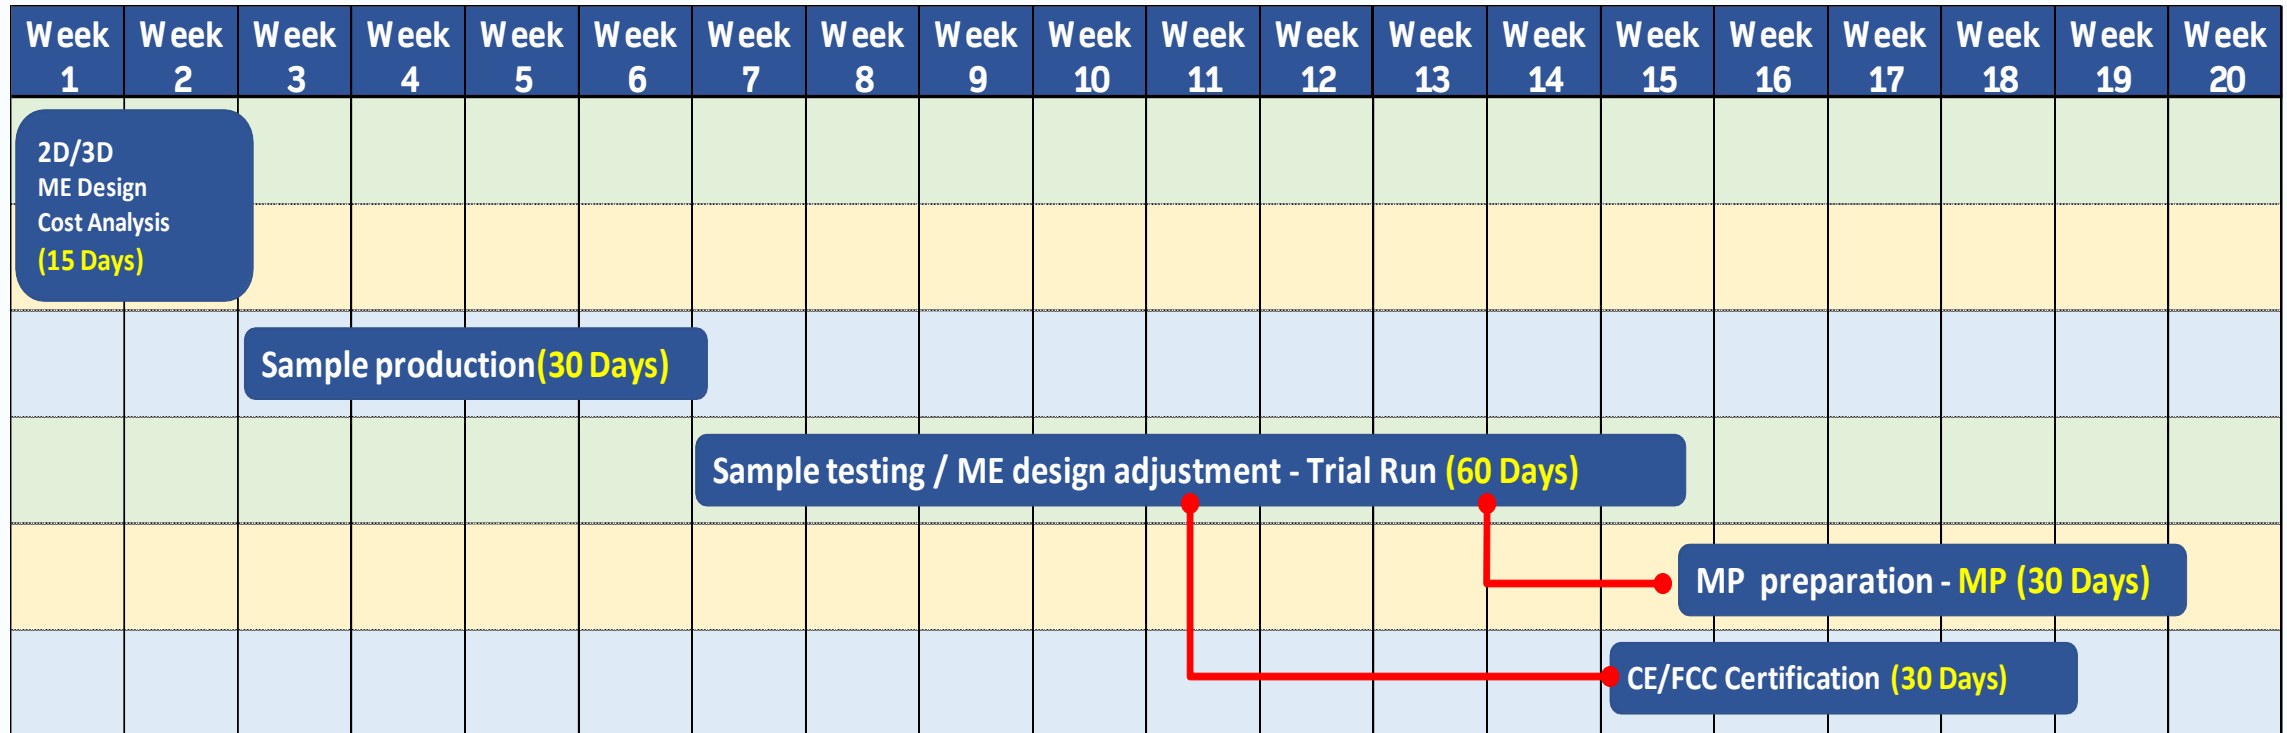 Week Week Week Week Week Week Week Week Week Week Week Week Week Week Week Week Week Week Week Week
1 2 3 4 5 6 7 8 9 10 11 12 13 14 15 16 17 18 19 20
2D/3D
ME Design
Cost Analysis
(15 Days)
Sample production(30 Days)
Sample testing / ME design adjustment - Trial Run (60 Days)
MP preparation - MP (30 Days)
CE/FCC Certification (30 Days)